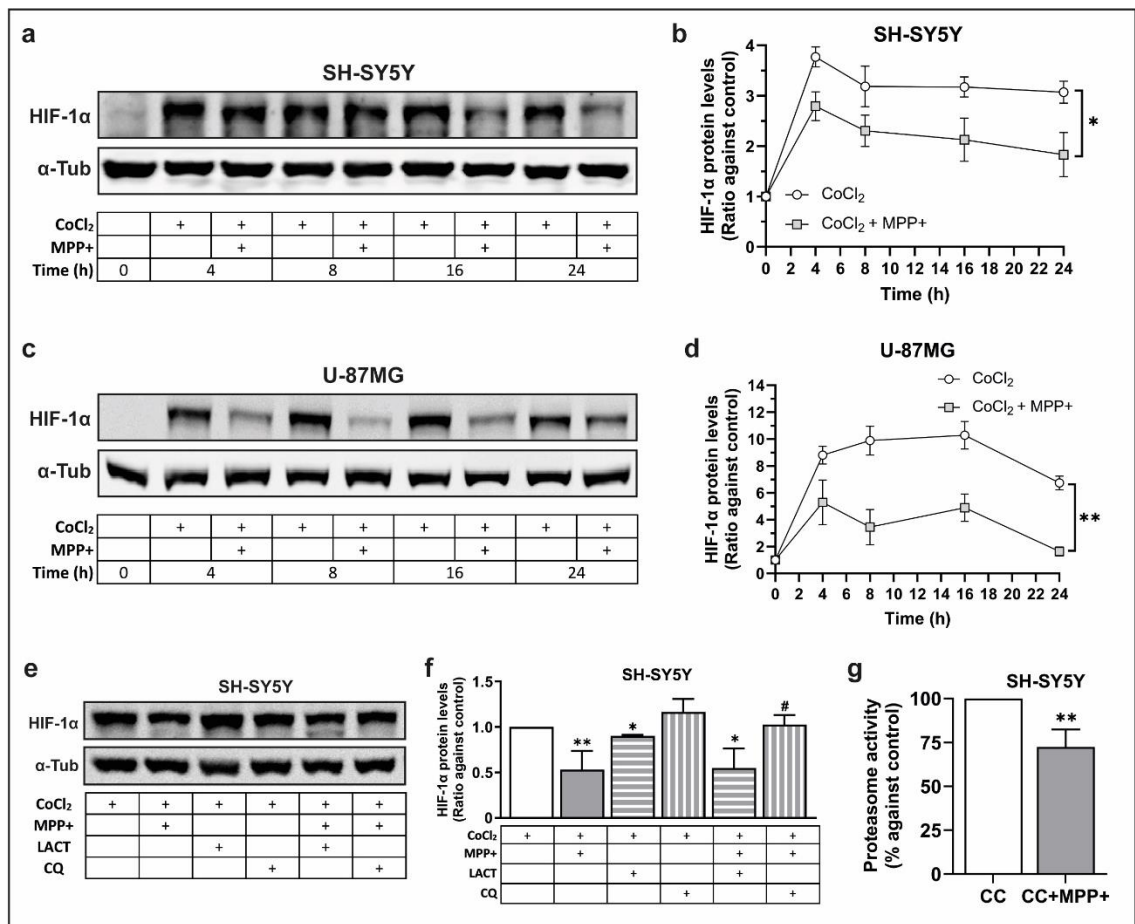 a
SH-SY5Y
HIF-1α
α-Tub
CoCl₂ + + + + + + + +
MPP+ + + + +
Time (h) 0 4 8 16 24
b
SH-SY5Y
HIF-1α protein levels
(Ratio against control)
4
3
2
1
0
CoCl₂
CoCl₂ + MPP+
*
0 2 4 6 8 10 12 14 16 18 20 22 24
Time (h)
c
U-87MG
HIF-1α
α-Tub
CoCl₂ + + + + + + + +
MPP+ + + + +
Time (h) 0 4 8 16 24
d
U-87MG
HIF-1α protein levels
(Ratio against control)
14
12
10
8
6
4
2
0
CoCl₂
CoCl₂ + MPP+
**
0 2 4 6 8 10 12 14 16 18 20 22 24
Time (h)
e
SH-SY5Y
HIF-1α
α-Tub
CoCl₂ + + + + + +
MPP+ + + +
LACT + +
CQ + +
f
SH-SY5Y
HIF-1α protein levels
(Ratio against control)
1.5
1.0
0.5
0
** * * #
CoCl₂ + + + + + +
MPP+ + + +
LACT + +
CQ + +
g
SH-SY5Y
Proteasome activity
(% against control)
100
75
50
25
0
**
CC CC+MPP+